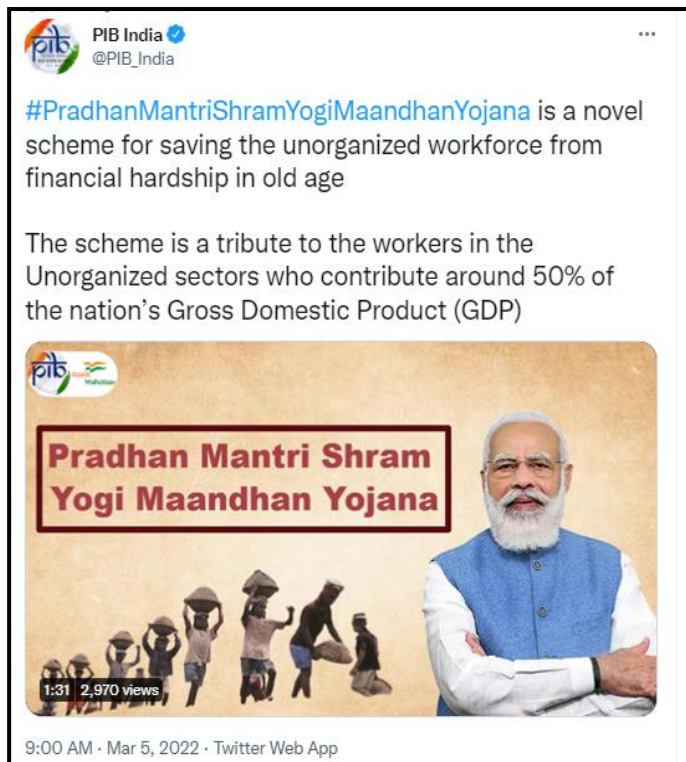 PIB India
@PIB_India
#PradhanMantriShramYogiMaandhanYojana is a novel
scheme for saving the unorganized workforce from
financial hardship in old age
The scheme is a tribute to the workers in the
Unorganized sectors who contribute around 50% of
the nation's Gross Domestic Product (GDP)
pib
Pradhan Mantri Shram
Yogi Maandhan Yojana
1:31 2,970 views
9:00 AM · Mar 5, 2022 · Twitter Web App